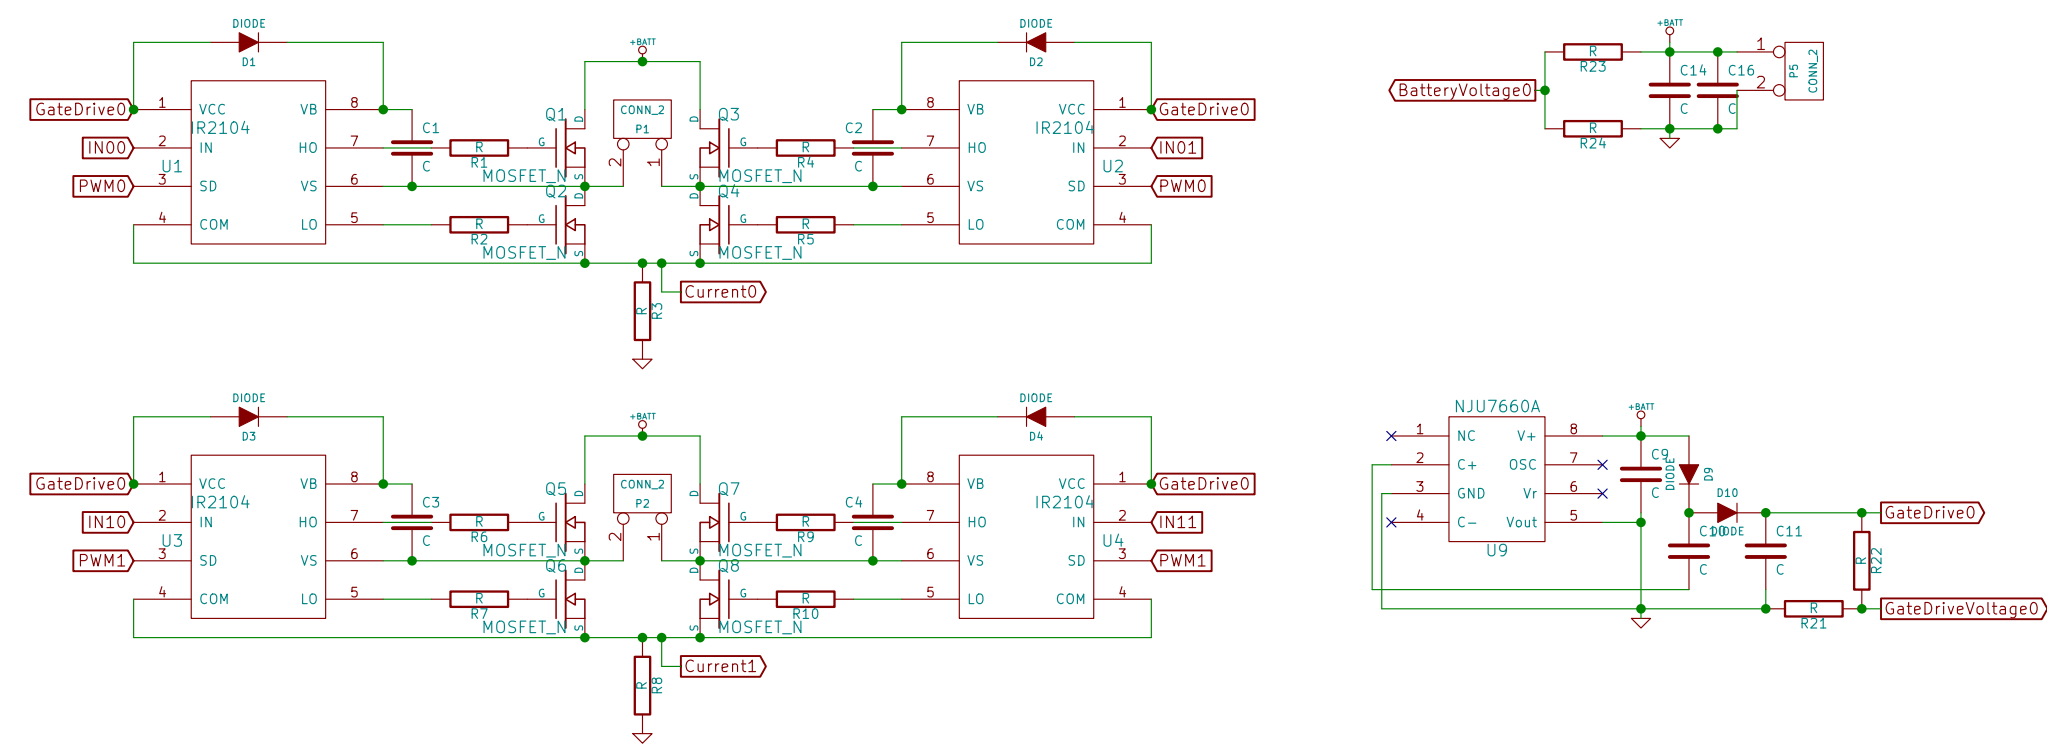 DIODE
D1
GateDrive0
1 VCC VB 8
IR2104
IN00
2 IN HO 7
U1
PWM0
3 SD VS 6
4 COM LO 5
C1
C
R
R1
R
R2
Q1
D
G
S
MOSFET_N
Q2
D
G
S
MOSFET_N
+BATT
CONN_2
P1
2 1
Q3
D
G
S
MOSFET_N
Q4
D
G
S
MOSFET_N
R
R4
R
R5
C2
C
DIODE
D2
8 VB VCC 1
GateDrive0
IR2104
7 HO IN 2
IN01
U2
6 VS SD 3
PWM0
5 LO COM 4
Current0
R
R3
BatteryVoltage0
R
R23
R
R24
+BATT
C14
C
C16
C
1
2
P5
CONN_2
DIODE
D3
GateDrive0
1 VCC VB 8
IR2104
IN10
2 IN HO 7
U3
PWM1
3 SD VS 6
4 COM LO 5
C3
C
R
R6
R
R7
Q5
D
G
S
MOSFET_N
Q6
D
G
S
MOSFET_N
+BATT
CONN_2
P2
2 1
Q7
D
G
S
MOSFET_N
Q8
D
G
S
MOSFET_N
R
R9
R
R10
C4
C
DIODE
D4
8 VB VCC 1
GateDrive0
IR2104
7 HO IN 2
IN11
U4
6 VS SD 3
PWM1
5 LO COM 4
Current1
R
R8
NJU7660A
1 NC V+ 8
2 C+ OSC 7
3 GND Vr 6
4 C- Vout 5
U9
+BATT
C9
C
DIODE
D9
D10
DIODE
C10
C
C11
C
GateDrive0
R
R22
R
R21
GateDriveVoltage0